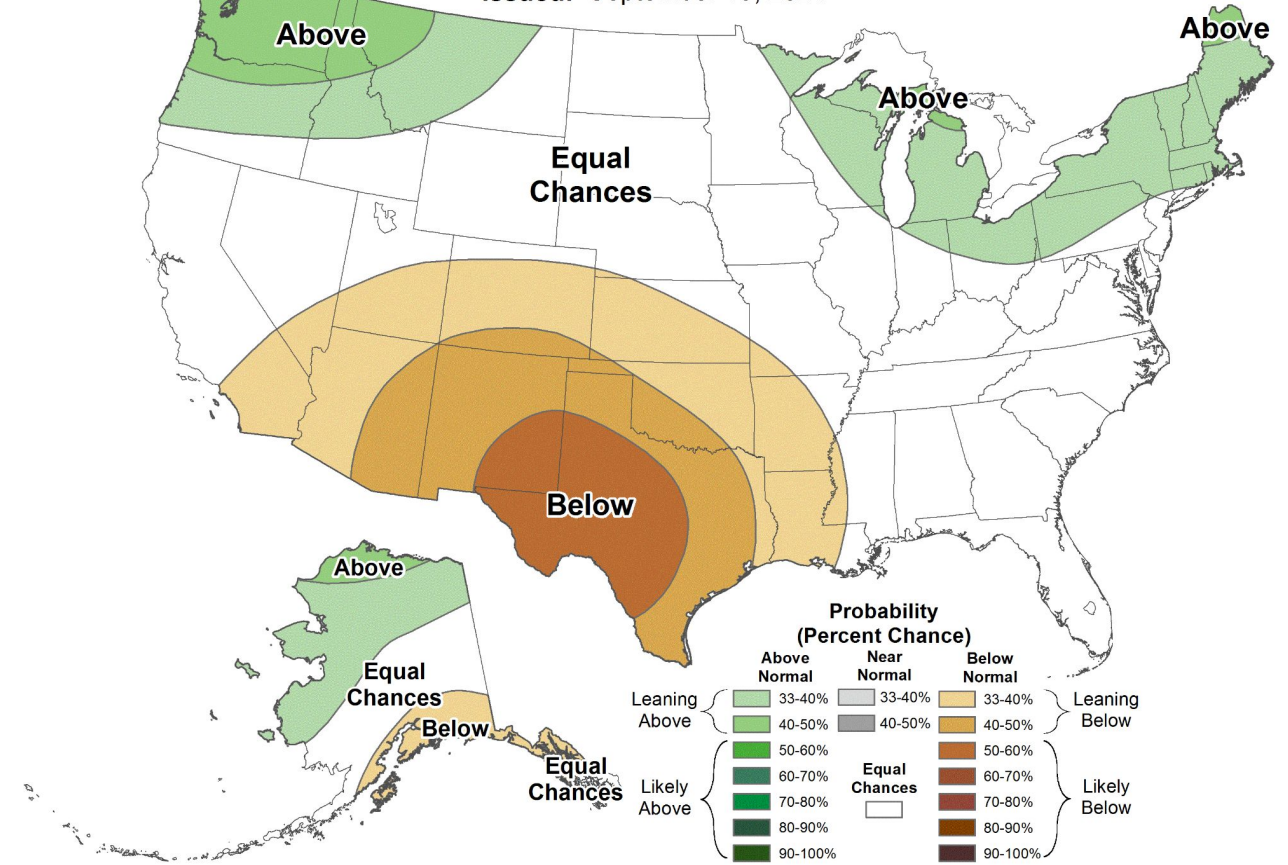 Above
Above
Above
Equal
Chances
Below
Above
Equal
Chances
Below
Equal
Chances
Probability
(Percent Chance)
Above
Normal
Near
Normal
Below
Normal
Leaning
Above
33-40%
33-40%
33-40%
Leaning
Below
40-50%
40-50%
40-50%
Likely
Above
50-60%
50-60%
Likely
Below
60-70%
60-70%
Equal
Chances
70-80%
70-80%
80-90%
80-90%
90-100%
90-100%